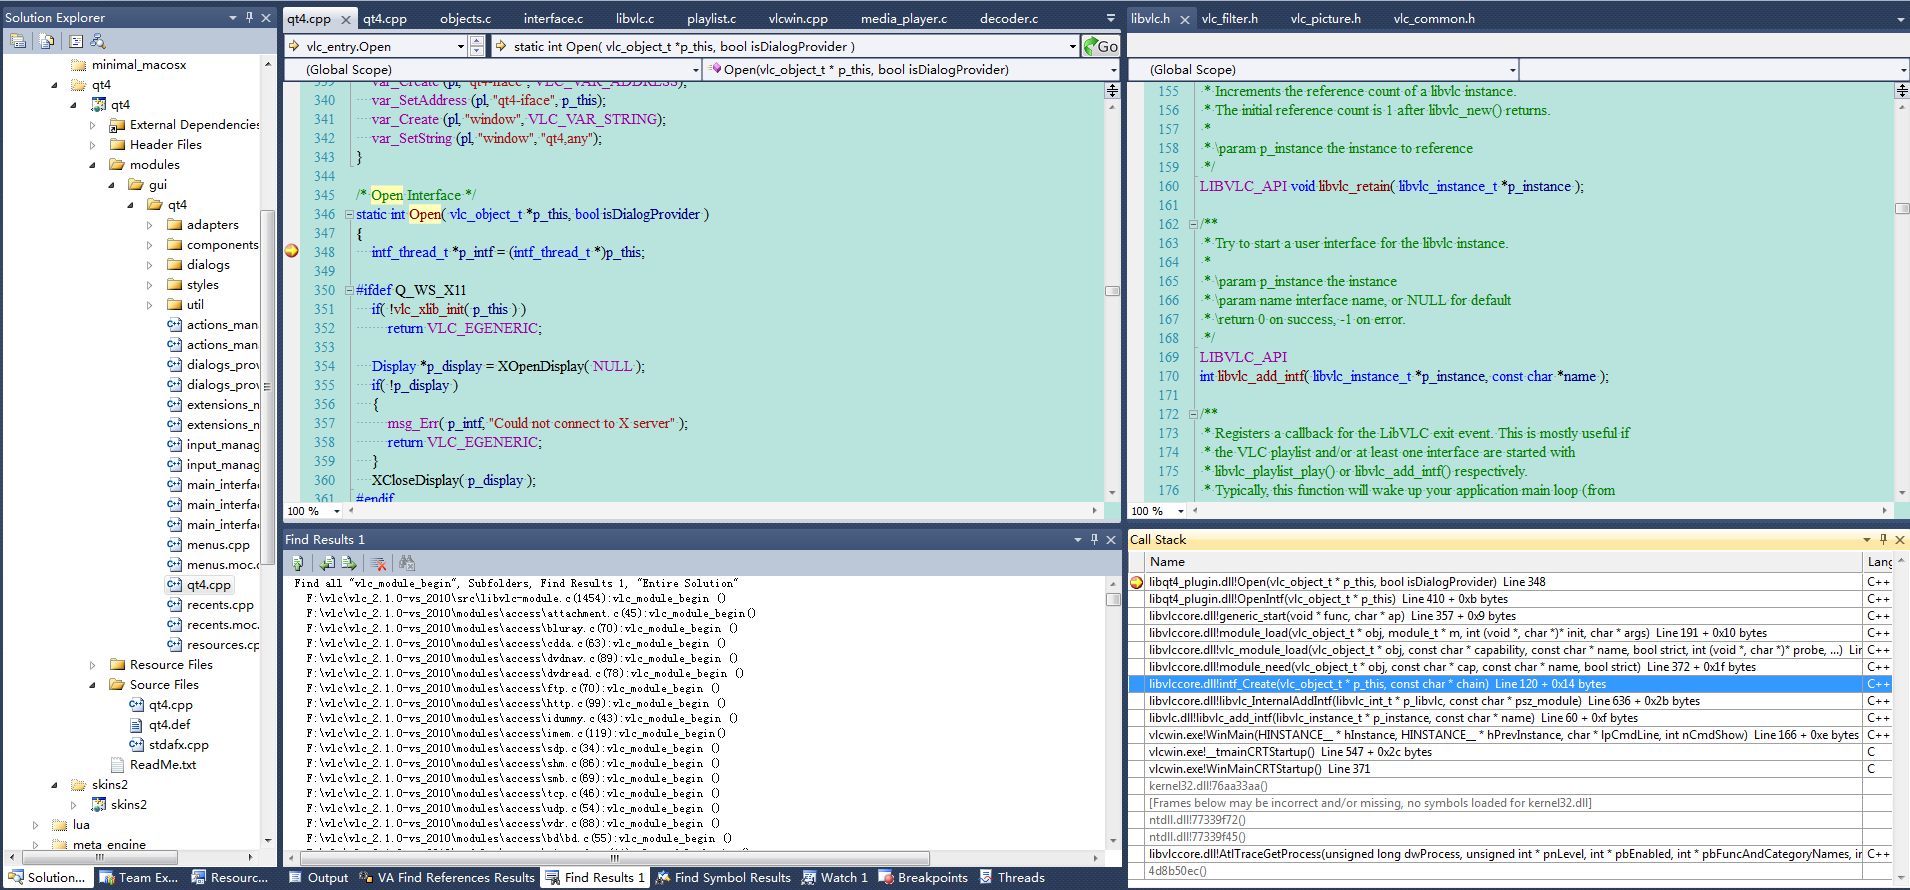 Solution Explorer
minimal_macosx
qt4
qt4
External Dependencies
Header Files
modules
gui
qt4
adapters
components
dialogs
styles
util
actions_man
actions_man
dialogs_prov
dialogs_prov
extensions_m
extensions_m
input_manag
input_manag
main_interfac
main_interfac
main_interfac
menus.cpp
menus.moc.c
qt4.cpp
recents.cpp
recents.moc.
resources.cp
Resource Files
Source Files
qt4.cpp
qt4.def
stdafx.cpp
ReadMe.txt
skins2
skins2
lua
meta_engine
Solution... Team Ex... Resourc...
qt4.cpp qt4.cpp objects.c interface.c libvlc.c playlist.c vlcwin.cpp media_player.c decoder.c
vlc_entry.Open static int Open( vlc_object_t *p_this, bool isDialogProvider ) Go
(Global Scope) Open(vlc_object_t * p_this, bool isDialogProvider)
339 var_Create (pl, "qt4-iface", VLC_VAR_ADDRESS);
340 var_SetAddress (pl, "qt4-iface", p_this);
341 var_Create (pl, "window", VLC_VAR_STRING);
342 var_SetString (pl, "window", "qt4,any");
343 }
344
345 /* Open Interface */
346 static int Open( vlc_object_t *p_this, bool isDialogProvider )
347 {
348 intf_thread_t *p_intf = (intf_thread_t *)p_this;
349
350 #ifdef Q_WS_X11
351 if( !vlc_xlib_init( p_this ) )
352 return VLC_EGENERIC;
353
354 Display *p_display = XOpenDisplay( NULL );
355 if( !p_display )
356 {
357 msg_Err( p_intf, "Could not connect to X server" );
358 return VLC_EGENERIC;
359 }
360 XCloseDisplay( p_display );
361 #endif
100 %
libvlc.h vlc_filter.h vlc_picture.h vlc_common.h
(Global Scope)
155 * Increments the reference count of a libvlc instance.
156 * The initial reference count is 1 after libvlc_new() returns.
157 *
158 * \param p_instance the instance to reference
159 */
160 LIBVLC_API void libvlc_retain( libvlc_instance_t *p_instance );
161
162 /**
163 * Try to start a user interface for the libvlc instance.
164 *
165 * \param p_instance the instance
166 * \param name interface name, or NULL for default
167 * \return 0 on success, -1 on error.
168 */
169 LIBVLC_API
170 int libvlc_add_intf( libvlc_instance_t *p_instance, const char *name );
171
172 /**
173 * Registers a callback for the LibVLC exit event. This is mostly useful if
174 * the VLC playlist and/or at least one interface are started with
175 * libvlc_playlist_play() or libvlc_add_intf() respectively.
176 * Typically, this function will wake up your application main loop (from
100 %
Find Results 1
Find all "vlc_module_begin", Subfolders, Find Results 1, "Entire Solution"
F:\vlc\vlc_2.1.0-vs_2010\src\libvlc-module.c(1454):vlc_module_begin ()
F:\vlc\vlc_2.1.0-vs_2010\modules\access\attachment.c(45):vlc_module_begin()
F:\vlc\vlc_2.1.0-vs_2010\modules\access\bluray.c(70):vlc_module_begin ()
F:\vlc\vlc_2.1.0-vs_2010\modules\access\cdda.c(63):vlc_module_begin ()
F:\vlc\vlc_2.1.0-vs_2010\modules\access\dvdnav.c(89):vlc_module_begin ()
F:\vlc\vlc_2.1.0-vs_2010\modules\access\dvdread.c(78):vlc_module_begin ()
F:\vlc\vlc_2.1.0-vs_2010\modules\access\ftp.c(70):vlc_module_begin ()
F:\vlc\vlc_2.1.0-vs_2010\modules\access\http.c(99):vlc_module_begin ()
F:\vlc\vlc_2.1.0-vs_2010\modules\access\idummy.c(43):vlc_module_begin ()
F:\vlc\vlc_2.1.0-vs_2010\modules\access\imem.c(119):vlc_module_begin ()
F:\vlc\vlc_2.1.0-vs_2010\modules\access\sdp.c(34):vlc_module_begin ()
F:\vlc\vlc_2.1.0-vs_2010\modules\access\shm.c(86):vlc_module_begin ()
F:\vlc\vlc_2.1.0-vs_2010\modules\access\smb.c(69):vlc_module_begin ()
F:\vlc\vlc_2.1.0-vs_2010\modules\access\tcp.c(46):vlc_module_begin ()
F:\vlc\vlc_2.1.0-vs_2010\modules\access\udp.c(54):vlc_module_begin ()
F:\vlc\vlc_2.1.0-vs_2010\modules\access\vdr.c(88):vlc_module_begin ()
F:\vlc\vlc_2.1.0-vs_2010\modules\access\bd\bd.c(55):vlc_module_begin ()
Output VA Find References Results Find Results 1 Find Symbol Results Watch 1 Breakpoints Threads
Call Stack
Name Lang
libqt4_plugin.dll!Open(vlc_object_t * p_this, bool isDialogProvider) Line 348 C++
libqt4_plugin.dll!OpenIntf(vlc_object_t * p_this) Line 410 + 0xb bytes C++
libvlccore.dll!generic_start(void * func, char * ap) Line 357 + 0x9 bytes C++
libvlccore.dll!module_load(vlc_object_t * obj, module_t * m, int (void *, char *)* init, char * args) Line 191 + 0x10 bytes C++
libvlccore.dll!vlc_module_load(vlc_object_t * obj, const char * capability, const char * name, bool strict, int (void *, char *)* probe, ...) Lin C++
libvlccore.dll!module_need(vlc_object_t * obj, const char * cap, const char * name, bool strict) Line 372 + 0x1f bytes C++
libvlccore.dll!intf_Create(vlc_object_t * p_this, const char * chain) Line 120 + 0x14 bytes C++
libvlccore.dll!libvlc_InternalAddIntf(libvlc_int_t * p_libvlc, const char * psz_module) Line 636 + 0x2b bytes C++
libvlc.dll!libvlc_add_intf(libvlc_instance_t * p_instance, const char * name) Line 60 + 0xf bytes C++
vlcwin.exe!WinMain(HINSTANCE__ * hInstance, HINSTANCE__ * hPrevInstance, char * lpCmdLine, int nCmdShow) Line 166 + 0xe bytes C++
vlcwin.exe!__tmainCRTStartup() Line 547 + 0x2c bytes C
vlcwin.exe!WinMainCRTStartup() Line 371 C
kernel32.dll!76aa33aa()
[Frames below may be incorrect and/or missing, no symbols loaded for kernel32.dll]
ntdll.dll!77339f72()
ntdll.dll!77339f45()
libvlccore.dll!AtlTraceGetProcess(unsigned long dwProcess, unsigned int * pnLevel, int * pbEnabled, int * pbFuncAndCategoryNames, in C++
4d8b50ec()